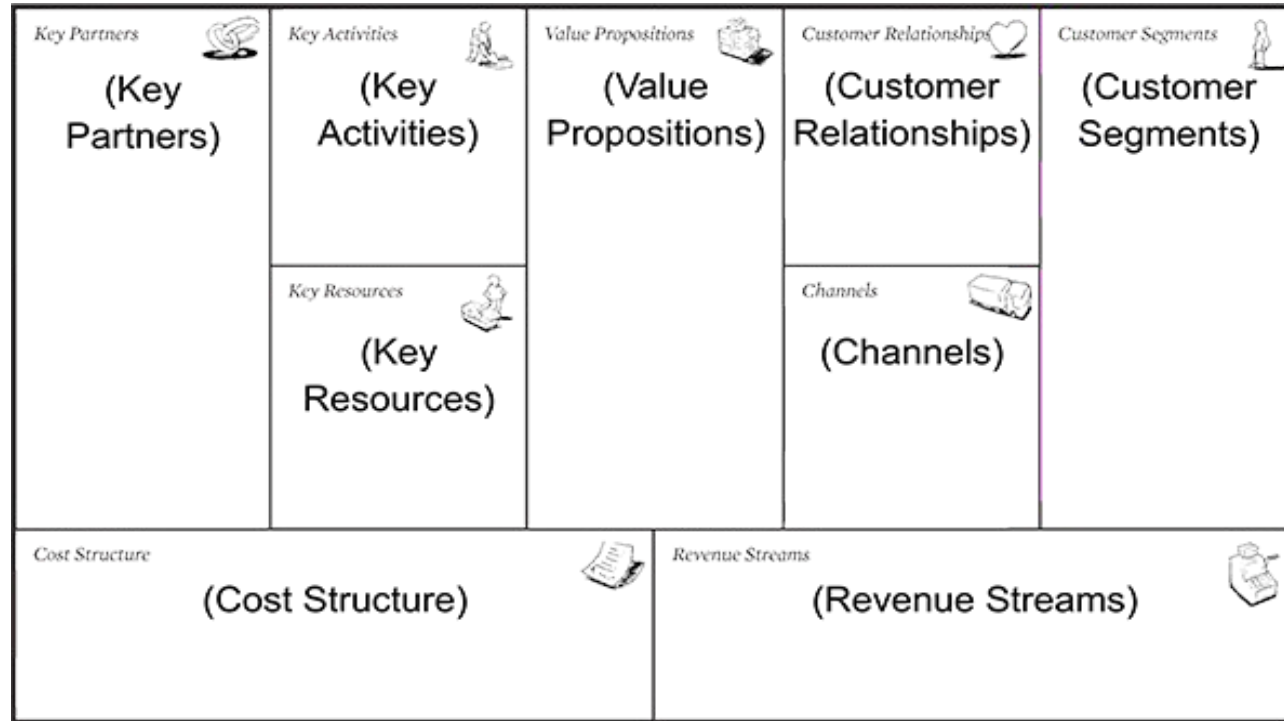 Key Partners
(Key
Partners)
Key Activities
(Key
Activities)
Key Resources
(Key
Resources)
Value Propositions
(Value
Propositions)
Customer Relationships
(Customer
Relationships)
Channels
(Channels)
Customer Segments
(Customer
Segments)
Cost Structure
(Cost Structure)
Revenue Streams
(Revenue Streams)